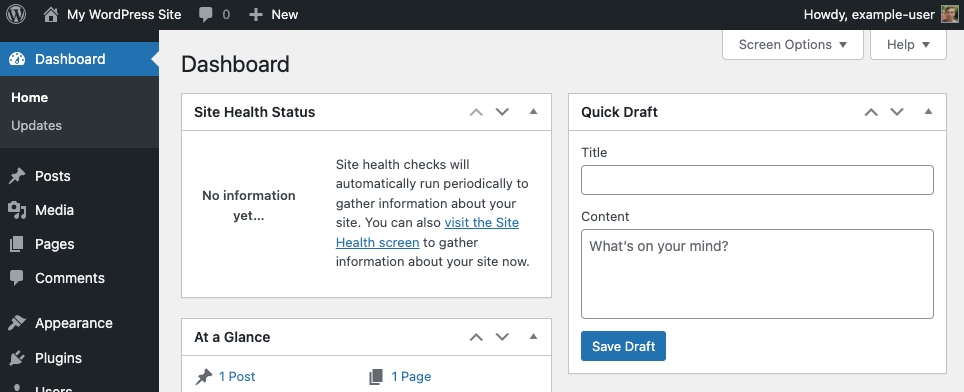 My WordPress Site 0 New Howdy, example-user
Dashboard
Home
Updates
Posts
Media
Pages
Comments
Appearance
Plugins
Users
Screen Options Help
Dashboard
Site Health Status
No information
yet...
Site health checks will
automatically run periodically to
gather information about your
site. You can also visit the Site
Health screen to gather
information about your site now.
At a Glance
1 Post 1 Page
Quick Draft
Title
Content
What's on your mind?
Save Draft